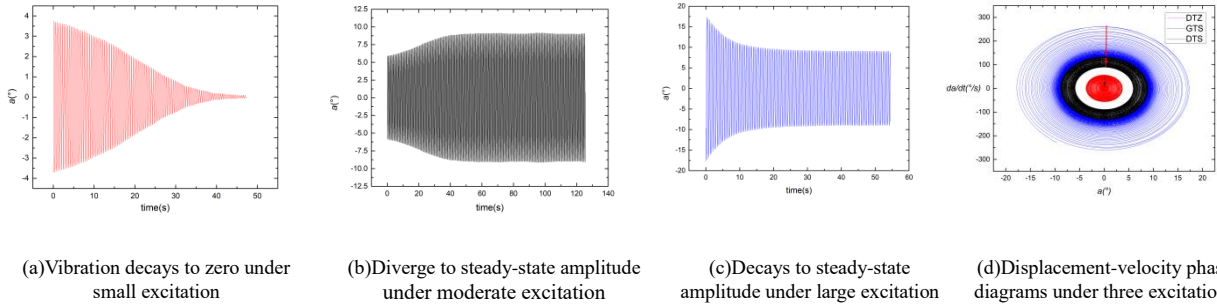 4
3
2
1
0
-1
-2
-3
-4
a(°)
0 10 20 30 40 50
time(s)
12.5
10.0
7.5
5.0
2.5
0.0
-2.5
-5.0
-7.5
-10.0
-12.5
a(°)
0 20 40 60 80 100 120 140
time(s)
20
15
10
5
0
-5
-10
-15
-20
a(°)
0 10 20 30 40 50 60
time(s)
300
200
100
0
-100
-200
-300
da/dt(°/s)
DTZ
GTS
DTS
-20 -15 -10 -5 0 5 10 15 20
a(°)
(a)Vibration decays to zero under
small excitation
(b)Diverge to steady-state amplitude
under moderate excitation
(c)Decays to steady-state
amplitude under large excitation
(d)Displacement-velocity phas
diagrams under three excitatio